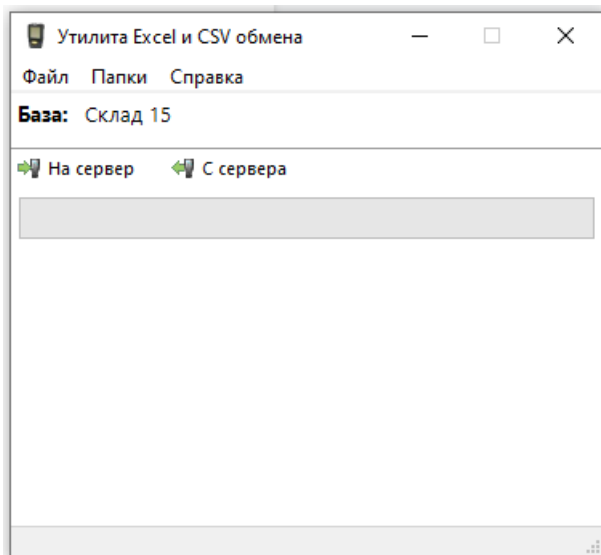 Утилита Excel и CSV обмена
Файл Папки Справка
База: Склад 15
На сервер С сервера